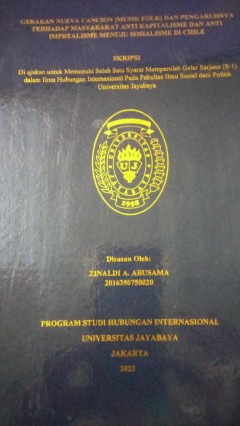 GERAKAN NUEVA CANCION (MUSIK FOLK) DAN PENGARUHNYA
TERHADAP MASYARAKAT ANTI KAPITALISME DAN ANTI
IMPREALISME MENUJU SOSIALISME DI CHILE
SKRIPSI
Di ajukan untuk Memenuhi Salah Satu Syarat Memperoleh Gelar Sarjana (S-1)
dalam Ilmu Hubungan Internasional Pada Fakultas Ilmu Sosial dan Politik
Universitas Jayabaya
1958
Disusun Oleh:
ZINALDI A. ABUSAMA
2016350750020
PROGRAM STUDI HUBUNGAN INTERNASIONAL
UNIVERSITAS JAYABAYA
JAKARTA